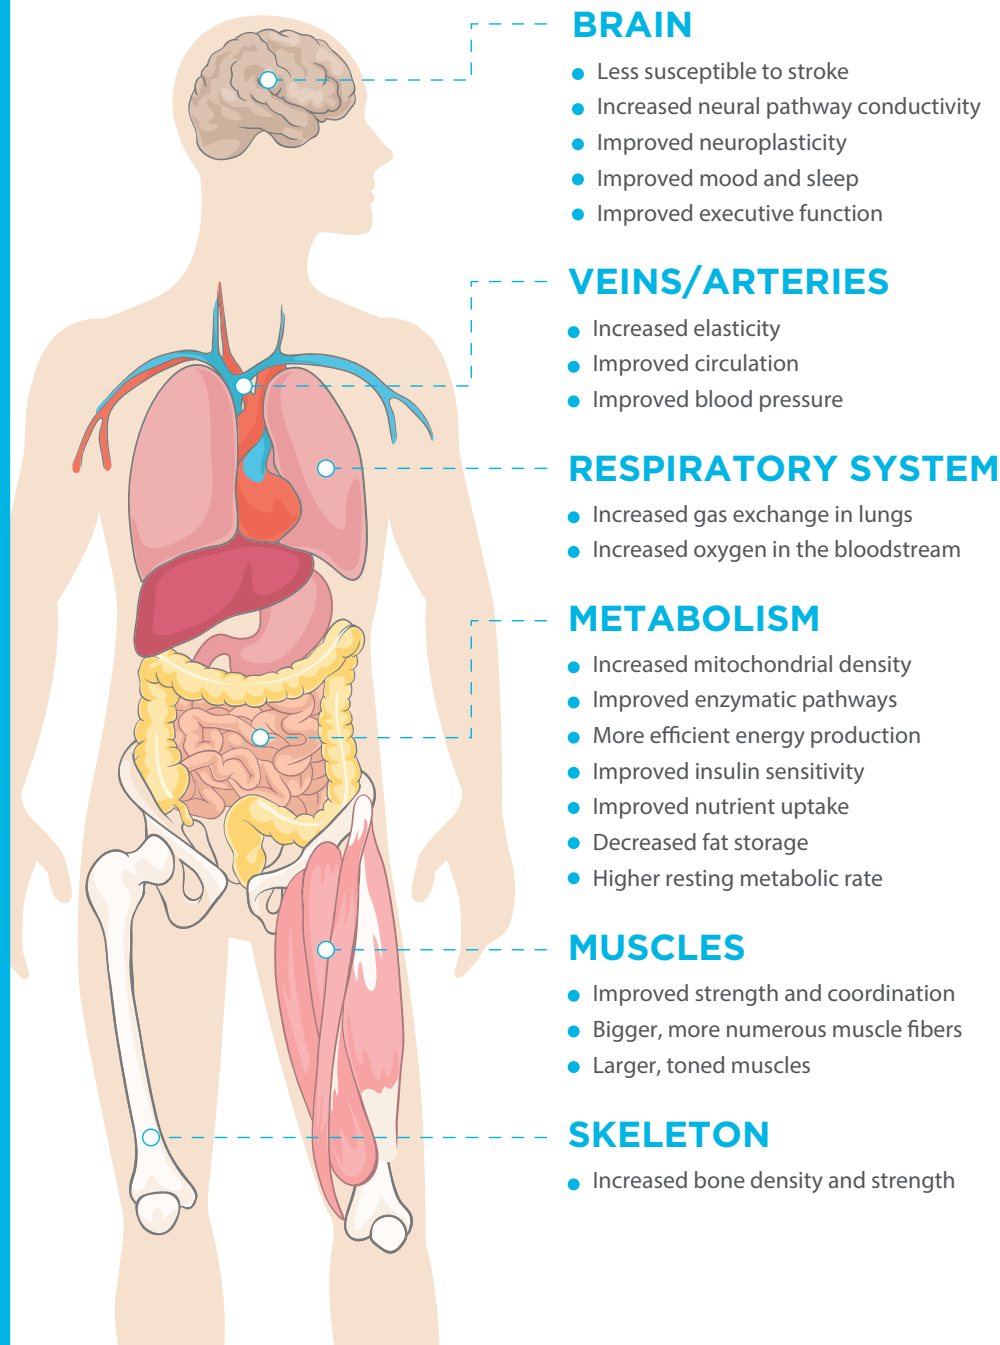 BRAIN
Less susceptible to stroke
Increased neural pathway conductivity
Improved neuroplasticity
Improved mood and sleep
Improved executive function
VEINS/ARTERIES
Increased elasticity
Improved circulation
Improved blood pressure
RESPIRATORY SYSTEM
Increased gas exchange in lungs
Increased oxygen in the bloodstream
METABOLISM
Increased mitochondrial density
Improved enzymatic pathways
More efficient energy production
Improved insulin sensitivity
Improved nutrient uptake
Decreased fat storage
Higher resting metabolic rate
MUSCLES
Improved strength and coordination
Bigger, more numerous muscle fibers
Larger, toned muscles
SKELETON
Increased bone density and strength